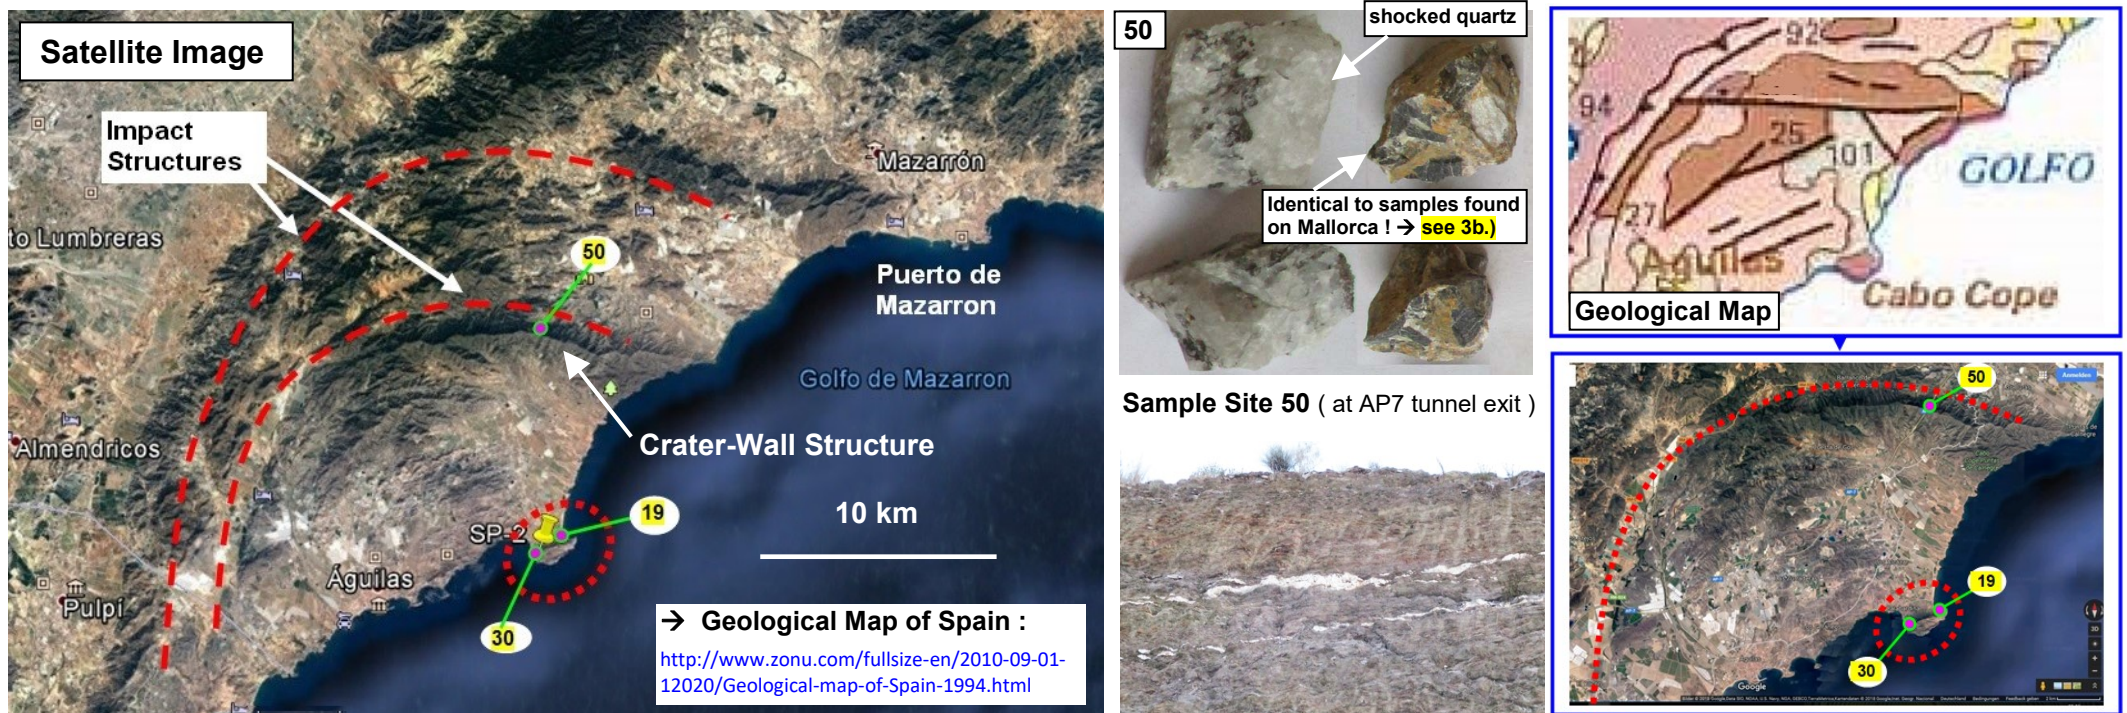 Satellite Image
Impact
Structures
Mazarrón
to Lumbreras
50
Puerto de
Mazarron
Golfo de Mazarron
Almendricos
Crater-Wall Structure
10 km
SP-2
19
Águilas
Pulpí
30
→ Geological Map of Spain :
http://www.zonu.com/fullsize-en/2010-09-01-
12020/Geological-map-of-Spain-1994.html
50
shocked quartz
Identical to samples found
on Mallorca ! → see 3b.)
Sample Site 50 ( at AP7 tunnel exit )
92
94
25
101
GOLFO
27
Aguilas
Cabo Cope
Geological Map
50
Anmelden
19
30
Google
3D